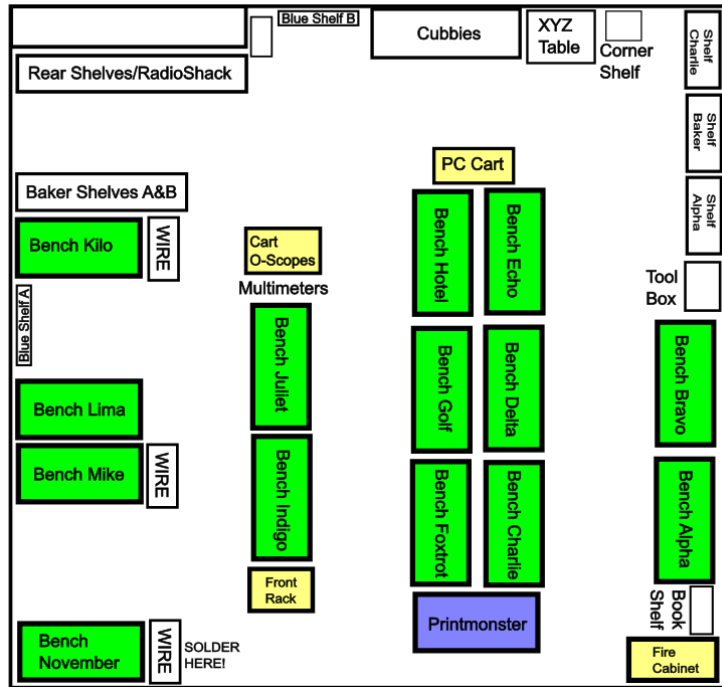 Blue Shelf B
Cubbies
XYZ
Table
Corner
Shelf
Shelf
Charlie
Rear Shelves/RadioShack
Shelf
Baker
PC Cart
Baker Shelves A&B
Shelf
Alpha
Bench Kilo
WIRE
Cart
O-Scopes
Multimeters
Bench Hotel
Bench Echo
Tool
Box
Blue Shelf A
Bench Juliet
Bench Golf
Bench Delta
Bench Bravo
Bench Lima
Bench Mike
WIRE
Bench Indigo
Bench Foxtrot
Bench Charlie
Bench Alpha
Front
Rack
Book
Shelf
Printmonster
Bench
November
WIRE
SOLDER
HERE!
Fire
Cabinet